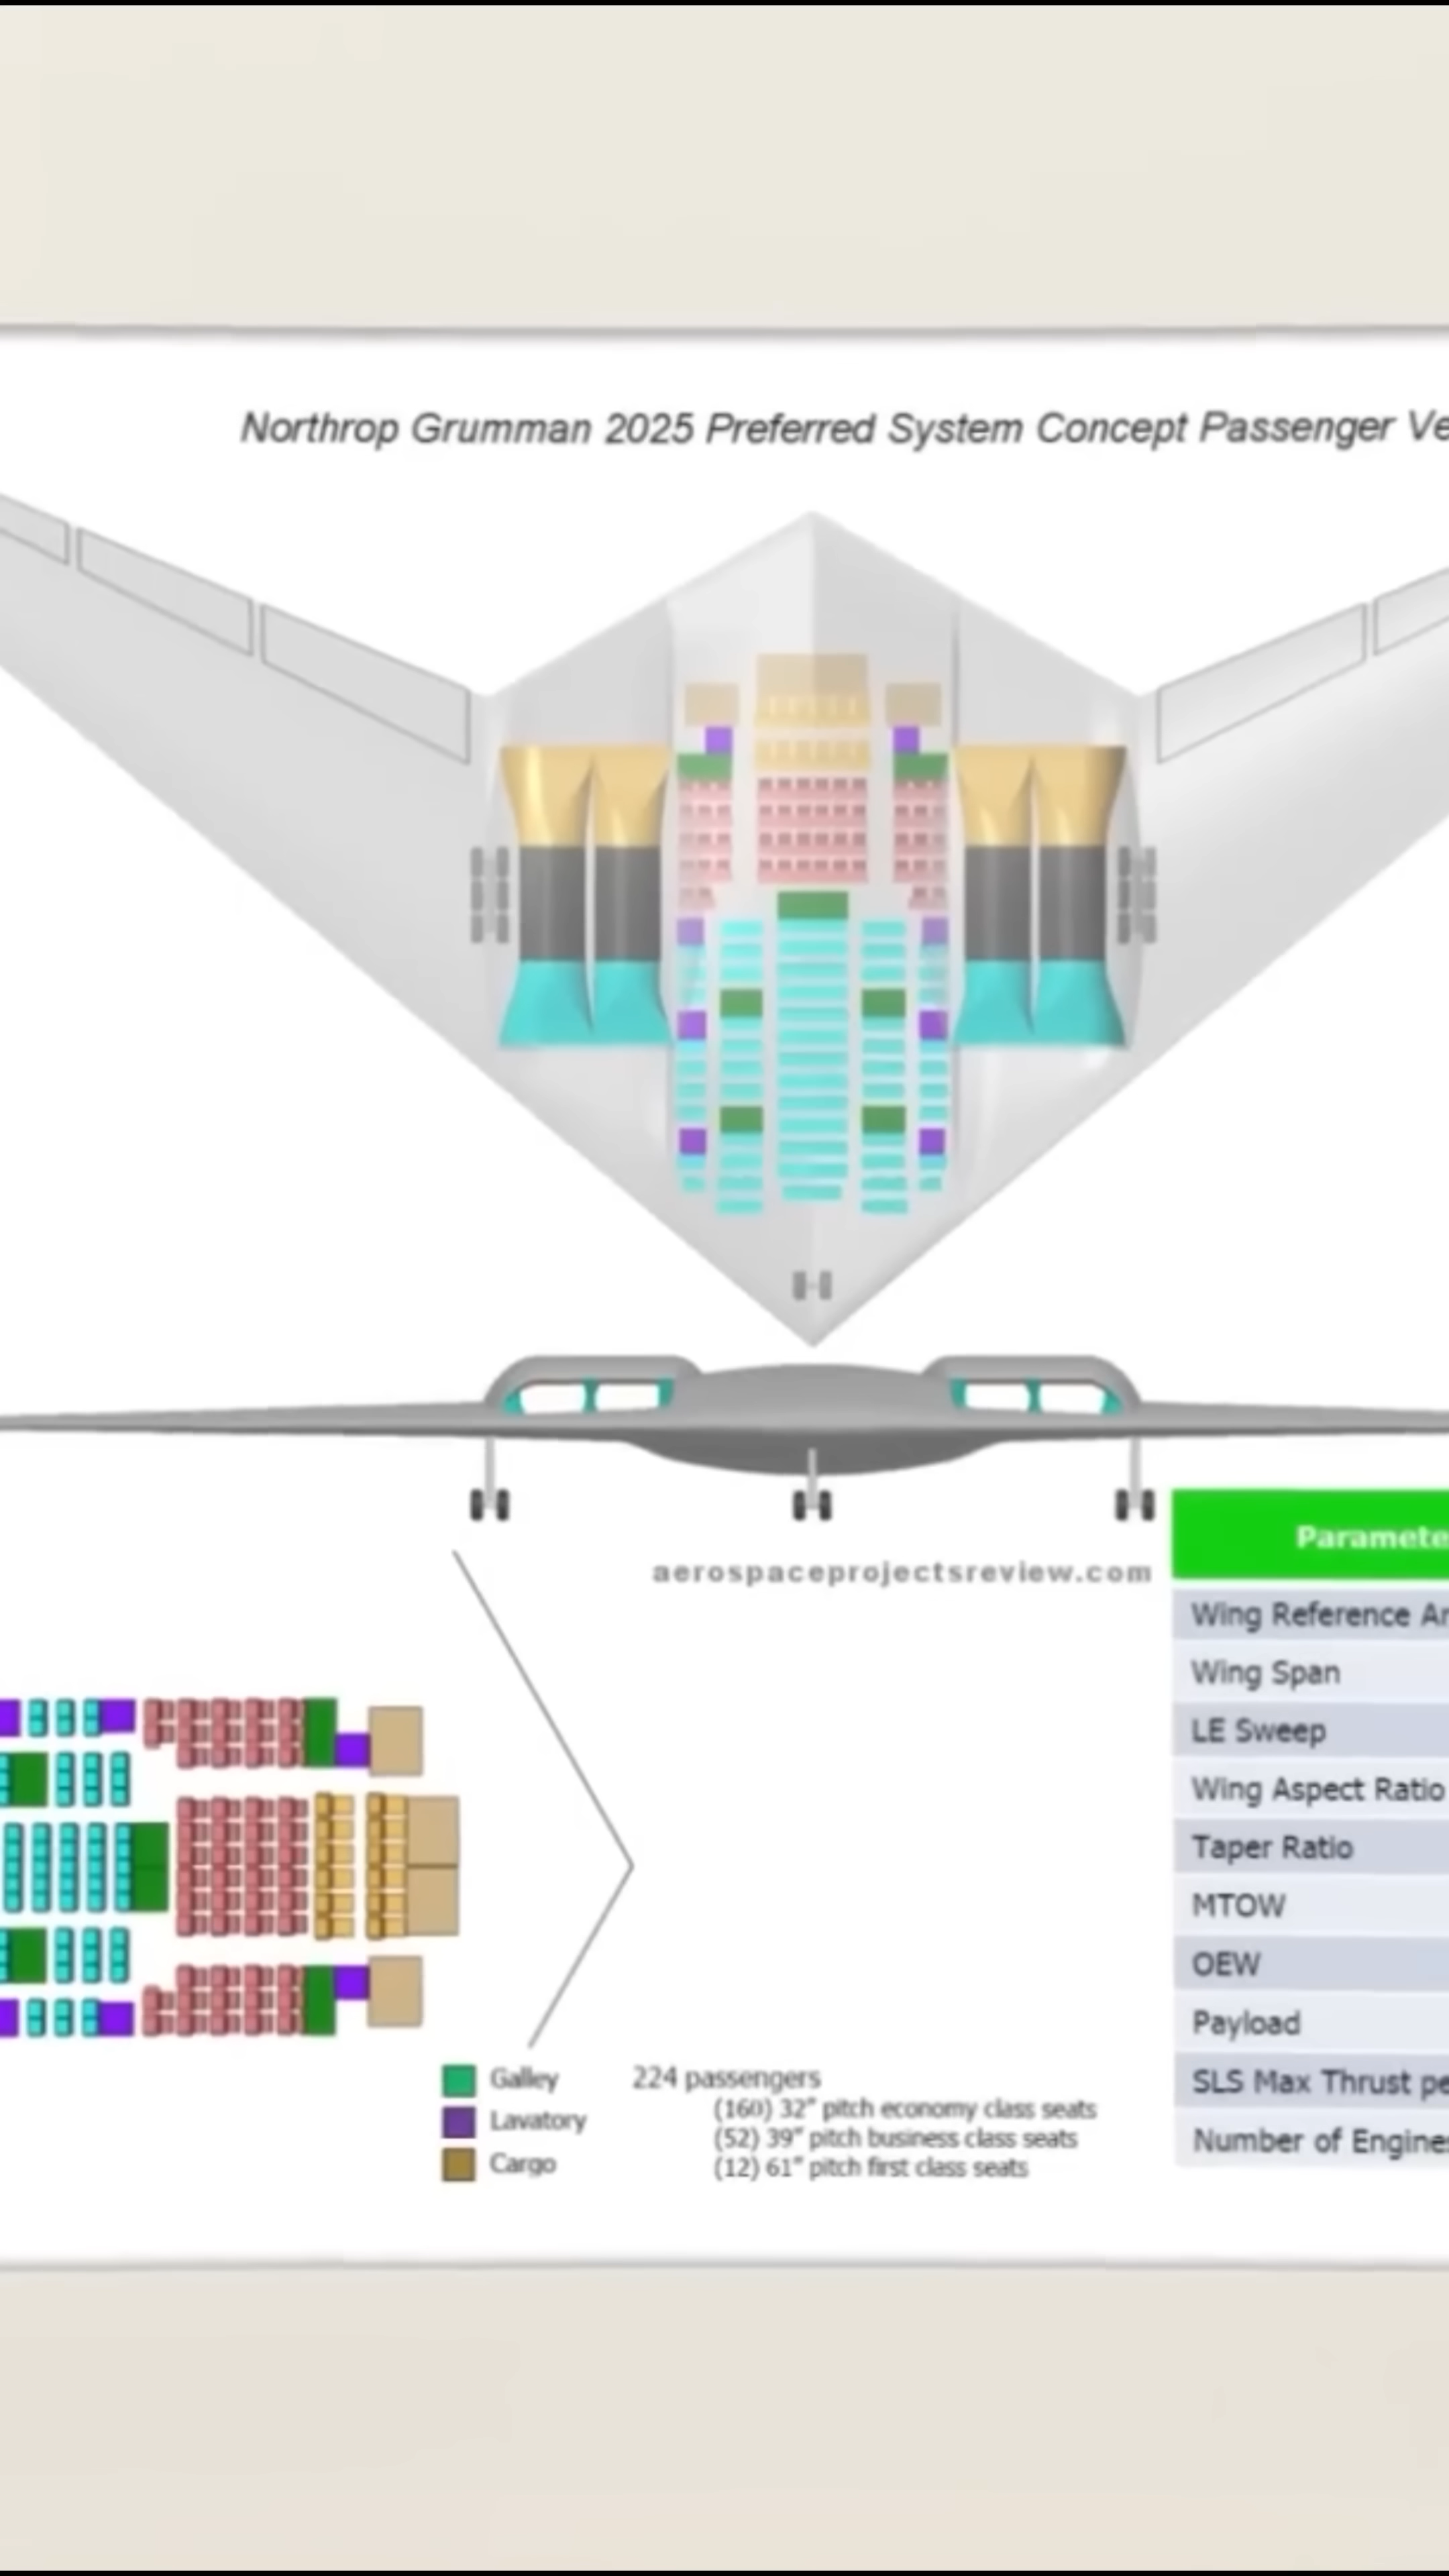 Northrop Grumman 2025 Preferred System Concept Passenger Ve
aerospaceprojectsreview.com
Paramete
Wing Reference Ar
Wing Span
LE Sweep
Wing Aspect Ratio
Taper Ratio
MTOW
OEW
Payload
SLS Max Thrust pe
Number of Engine
Galley
Lavatory
Cargo
224 passengers
(160) 32" pitch economy class seats
(52) 39" pitch business class seats
(12) 61" pitch first class seats